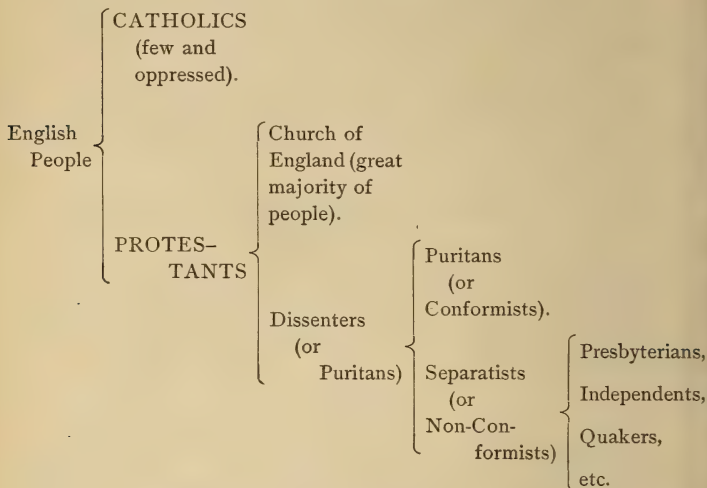 CATHOLICS
(few and
oppressed).
English
People
PROTES–
TANTS
Church of
England (great
majority of
people).
Dissenters
(or
Puritans)
Puritans
(or
Conformists).
Separatists
(or
Non-Con-
formists)
Presbyterians,
Independents,
Quakers,
etc.